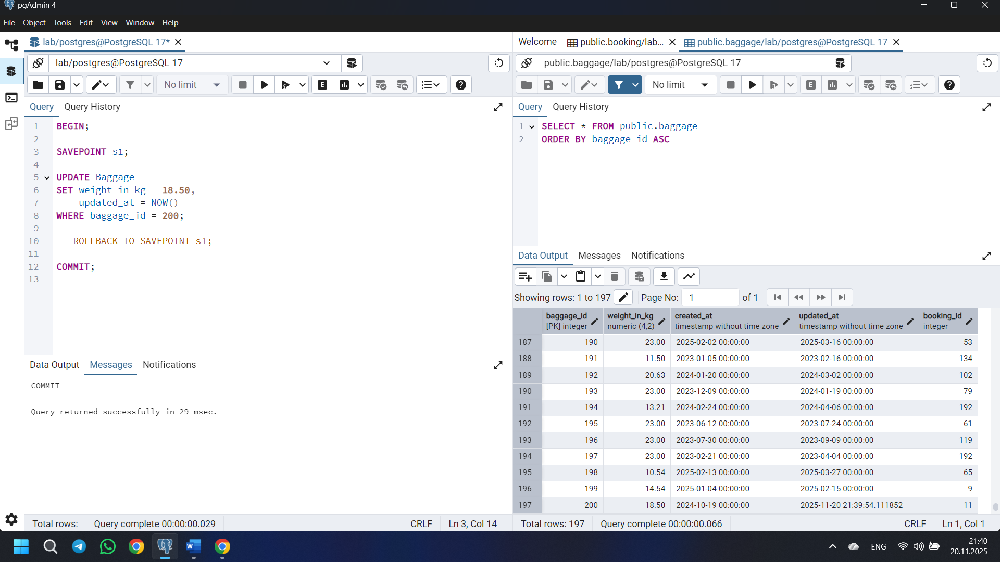 pgAdmin 4
File Object Tools Edit View Window Help
lab/postgres@PostgreSQL 17*
lab/postgres@PostgreSQL 17
No limit
Query Query History
1 BEGIN;
2
3 SAVEPOINT s1;
4
5 UPDATE Baggage
6 SET weight_in_kg = 18.50,
7 updated_at = NOW()
8 WHERE baggage_id = 200;
9
10 -- ROLLBACK TO SAVEPOINT s1;
11
12 COMMIT;
13
Data Output Messages Notifications
COMMIT
Query returned successfully in 29 msec.
Total rows: Query complete 00:00:00.029 CRLF Ln 3, Col 14
Welcome public.booking/lab... public.baggage/lab/postgres@PostgreSQL 17
public.baggage/lab/postgres@PostgreSQL 17
No limit
Query Query History
1 SELECT * FROM public.baggage
2 ORDER BY baggage_id ASC
Data Output Messages Notifications
Showing rows: 1 to 197 Page No: 1 of 1
baggage_id weight_in_kg created_at updated_at booking_id
[PK] integer numeric (4,2) timestamp without time zone timestamp without time zone integer
187 190 23.00 2025-02-02 00:00:00 2025-03-16 00:00:00 53
188 191 11.50 2023-01-05 00:00:00 2023-02-16 00:00:00 134
189 192 20.63 2024-01-20 00:00:00 2024-03-02 00:00:00 102
190 193 23.00 2023-12-09 00:00:00 2024-01-19 00:00:00 79
191 194 13.21 2024-02-24 00:00:00 2024-04-06 00:00:00 192
192 195 23.00 2023-06-12 00:00:00 2023-07-24 00:00:00 61
193 196 23.00 2023-07-30 00:00:00 2023-09-09 00:00:00 119
194 197 23.00 2023-02-21 00:00:00 2023-04-04 00:00:00 192
195 198 10.54 2025-02-13 00:00:00 2025-03-27 00:00:00 65
196 199 14.54 2025-01-04 00:00:00 2025-02-15 00:00:00 9
197 200 18.50 2024-10-19 00:00:00 2025-11-20 21:39:54.111852 11
Total rows: 197 Query complete 00:00:00.066 CRLF Ln 1, Col 1
ENG
21:40
20.11.2025